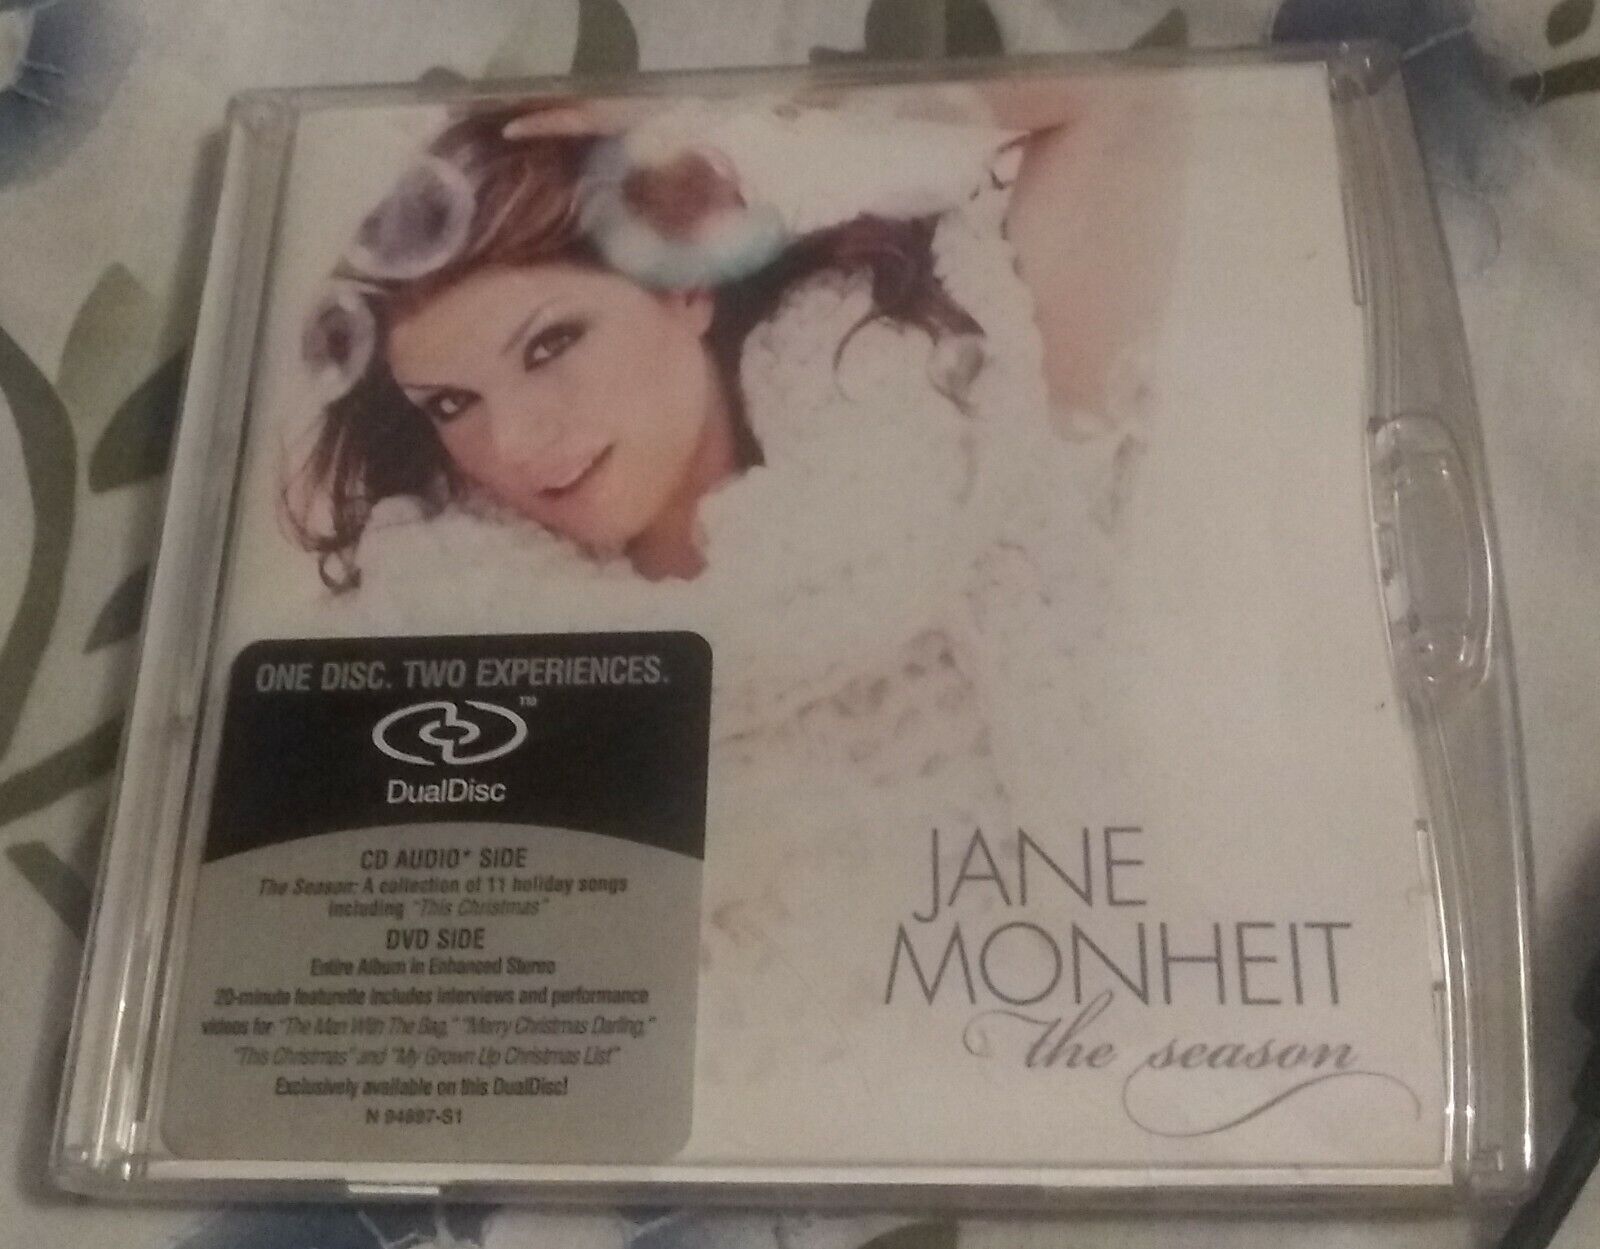 ONE DISC. TWO EXPERIENCES.
TM
DualDisc
CD AUDIO* SIDE
The Season: A collection of 11 holiday songs
including "This Christmas"
DVD SIDE
Entire Album in Enhanced Stereo
20-minute featurette includes interviews and performance
videos for "The Man With The Bag," "Merry Christmas Darling,"
"This Christmas" and "My Grown Up Christmas List"
Exclusively available on this DualDisc!
N 94697-S1
JANE
MONHEIT
the season